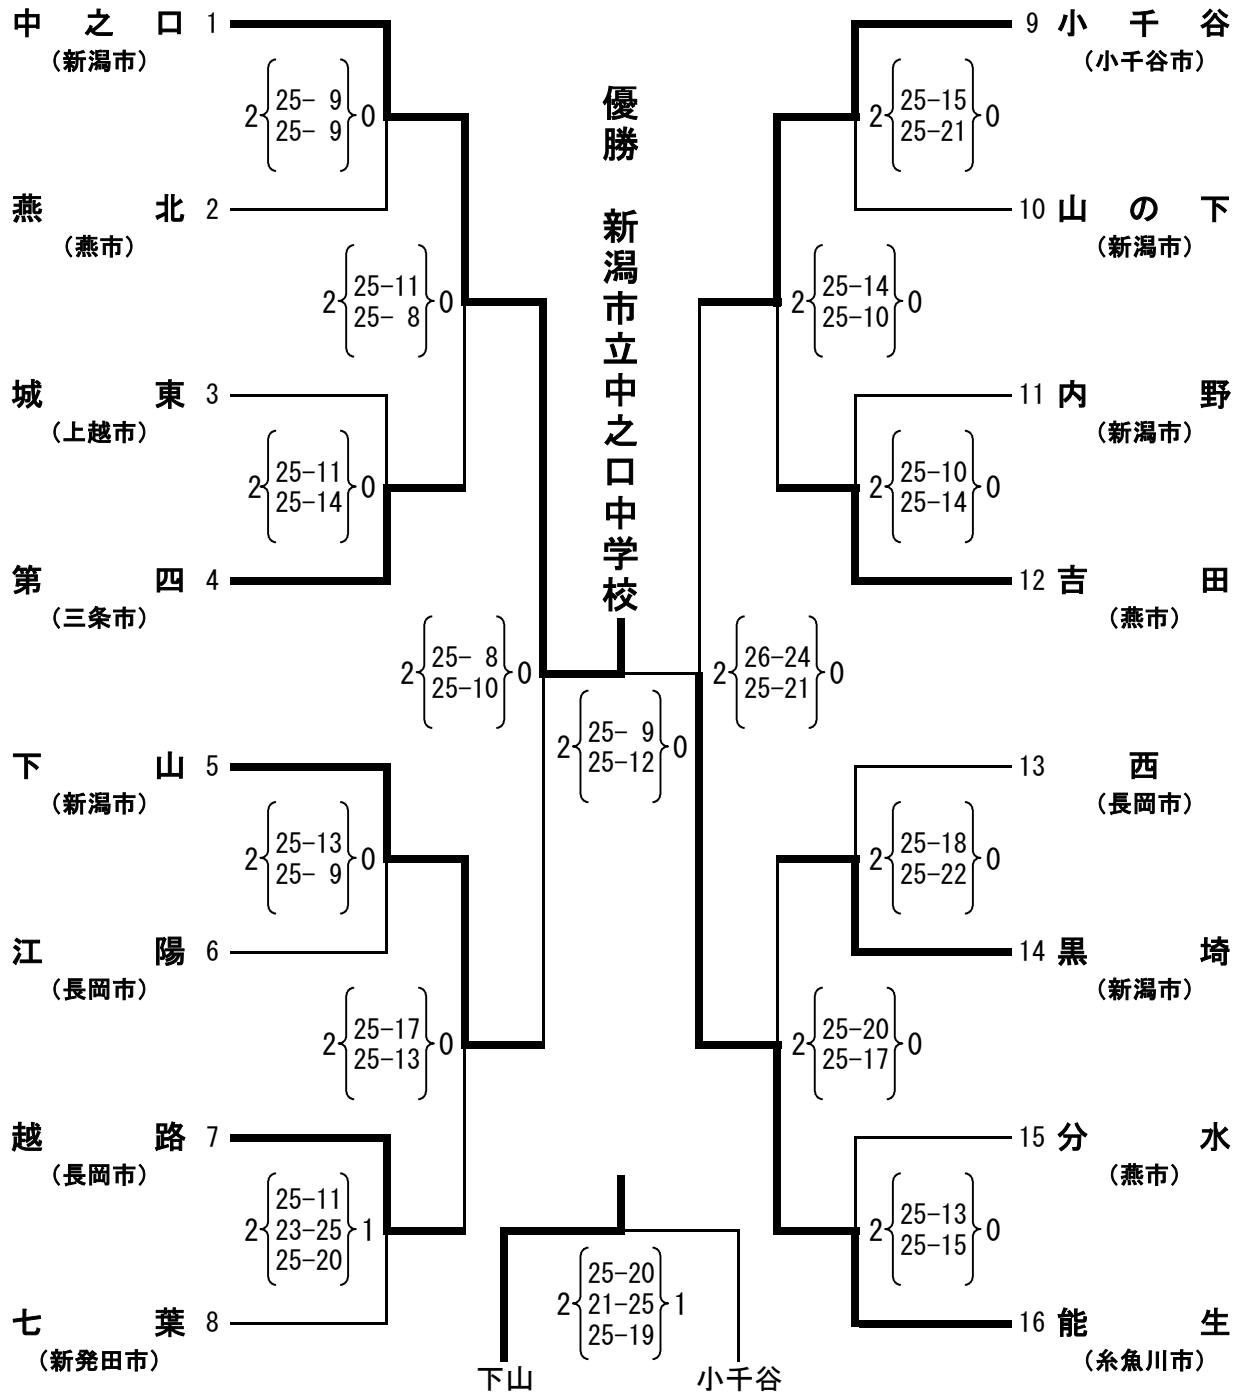 中之口 1
(新潟市)
2 25- 9 0
25- 9
燕北 2
(燕市)
2 25-11 0
25- 8
城東 3
(上越市)
2 25-11 0
25-14
第四 4
(三条市)
2 25- 8 0
25-10
下山 5
(新潟市)
2 25-13 0
25- 9
江陽 6
(長岡市)
2 25-17 0
25-13
越路 7
(長岡市)
2 25-11 1
23-25
25-20
七葉 8
(新発田市)
優勝 新潟市立中之口中学校
2 25- 9 0
25-12
2 25-20 1
21-25
25-19
下山 小千谷
9 小千谷
(小千谷市)
2 25-15 0
25-21
10 山の下
(新潟市)
2 25-14 0
25-10
11 内野
(新潟市)
2 25-10 0
25-14
12 吉田
(燕市)
2 26-24 0
25-21
13 西
(長岡市)
2 25-18 0
25-22
14 黒埼
(新潟市)
2 25-20 0
25-17
15 分水
(燕市)
2 25-13 0
25-15
16 能生
(糸魚川市)